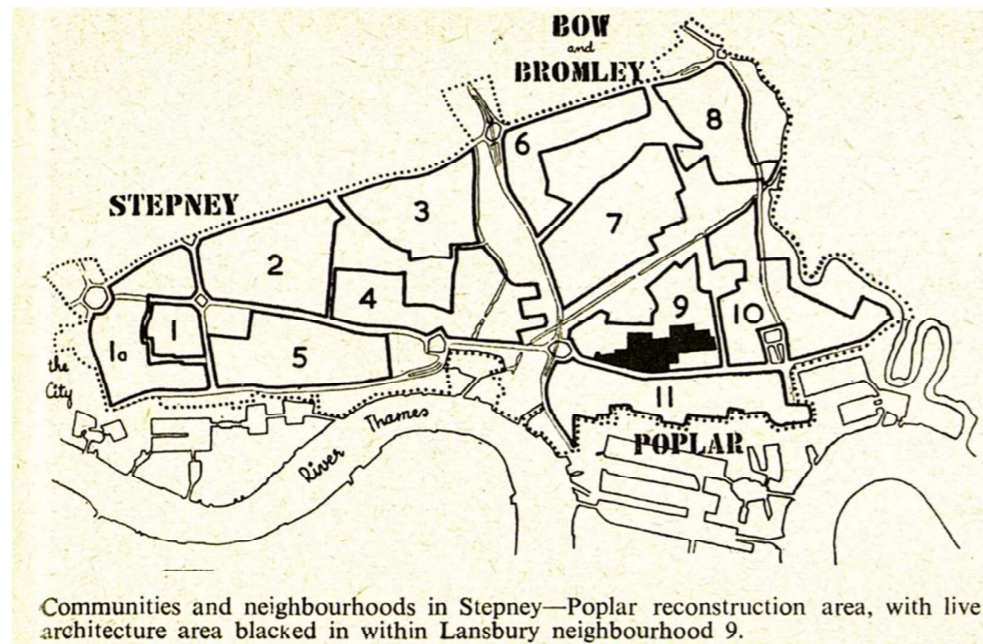 BOW
and
BROMLEY
STEPNEY
6
8
3
7
2
4
9
10
1
1a
5
the
City
11
River Thames
POPLAR
Communities and neighbourhoods in Stepney—Poplar reconstruction area, with live
architecture area blacked in within Lansbury neighbourhood 9.